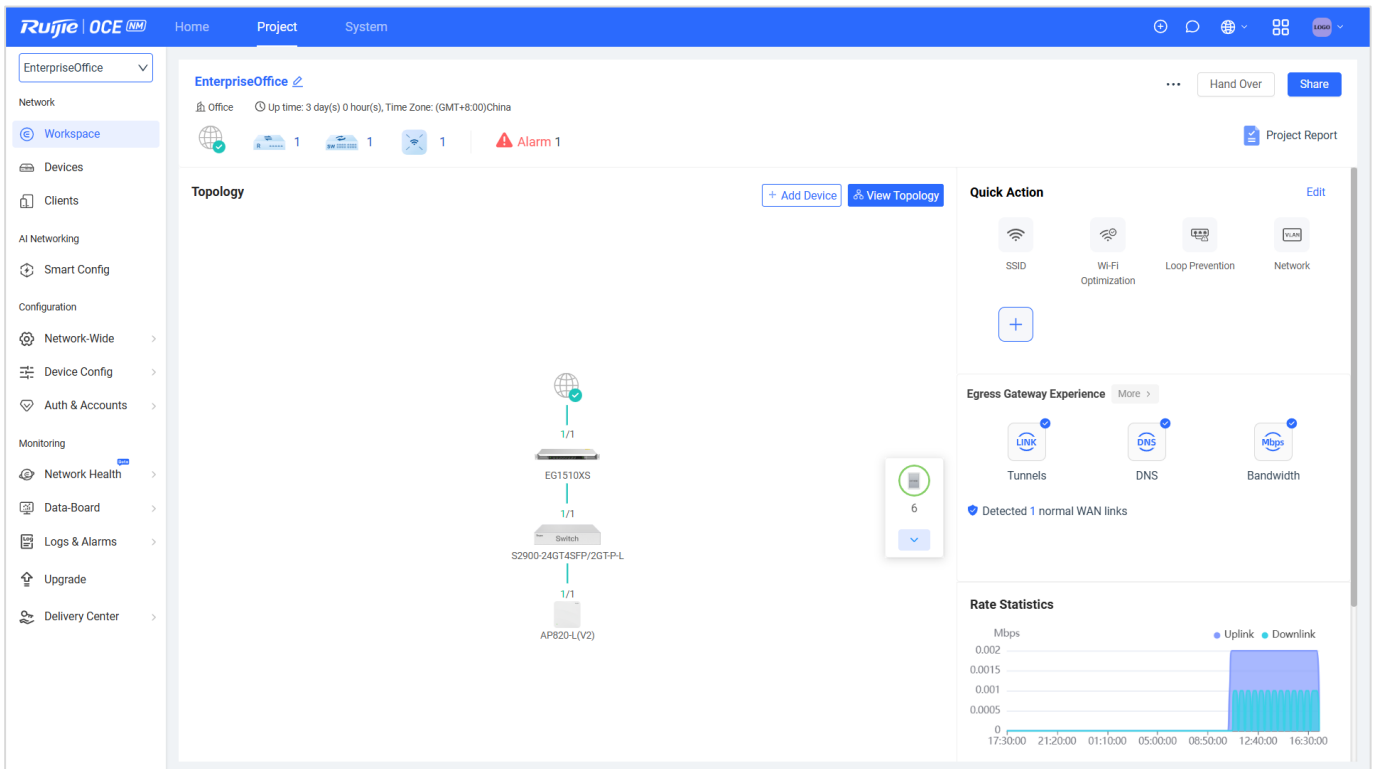 Ruijie | OCE NM
Home
Project
System
LOGO
EnterpriseOffice
Network
Workspace
Devices
Clients
AI Networking
Smart Config
Configuration
Network-Wide
Device Config
Auth & Accounts
Monitoring
Beta
Network Health
Data-Board
Logs & Alarms
Upgrade
Delivery Center
EnterpriseOffice
Office
Up time: 3 day(s) 0 hour(s), Time Zone: (GMT+8:00)China
... Hand Over Share
1
SW
1
1
Alarm 1
Project Report
Topology
+ Add Device
View Topology
1/1
EG1510XS
1/1
Switch
S2900-24GT4SFP/2GT-P-L
1/1
AP820-L(V2)
6
Quick Action
Edit
VLAN
SSID
Wi-Fi
Optimization
Loop Prevention
Network
+
Egress Gateway Experience
More >
LINK
DNS
Mbps
Tunnels
DNS
Bandwidth
Detected 1 normal WAN links
Rate Statistics
Mbps
Uplink
Downlink
0.002
0.0015
0.001
0.0005
0
17:30:00 21:20:00 01:10:00 05:00:00 08:50:00 12:40:00 16:30:00